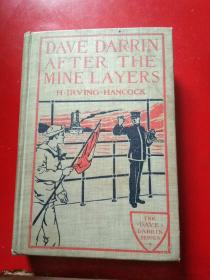 DAVE DARRIN
AFTER THE
MINE LAYERS
H·IRVING·HANCOCK
THE
DAVE
DARRIN
SERIES